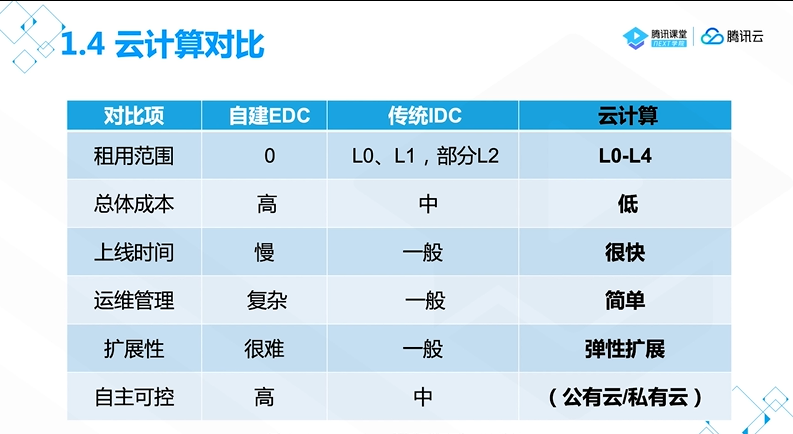 1.4 云计算对比
腾讯课堂
NEXT学院
腾讯云
对比项 自建EDC 传统IDC 云计算
租用范围 0 L0、L1，部分L2 L0-L4
总体成本 高 中 低
上线时间 慢 一般 很快
运维管理 复杂 一般 简单
扩展性 很难 一般 弹性扩展
自主可控 高 中 （公有云/私有云）